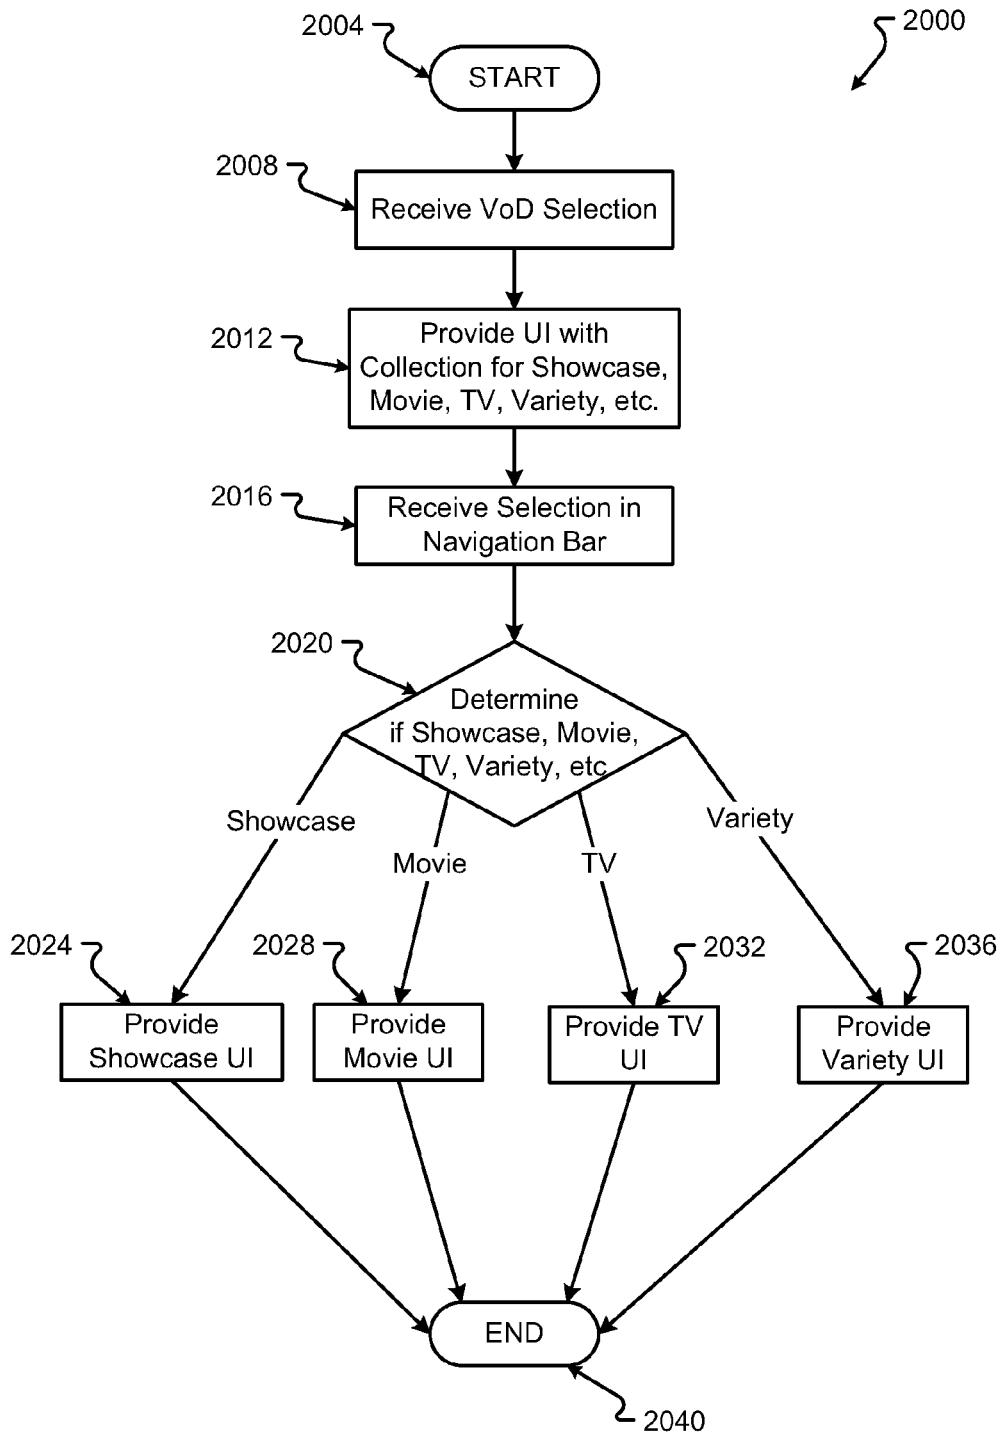 2004
START
2000
2008
Receive VoD Selection
2012
Provide UI with
Collection for Showcase,
Movie, TV, Variety, etc.
2016
Receive Selection in
Navigation Bar
2020
Determine
if Showcase, Movie,
TV, Variety, etc
Showcase
Movie
TV
Variety
2024
Provide
Showcase UI
2028
Provide
Movie UI
2032
Provide TV
UI
2036
Provide
Variety UI
END
2040